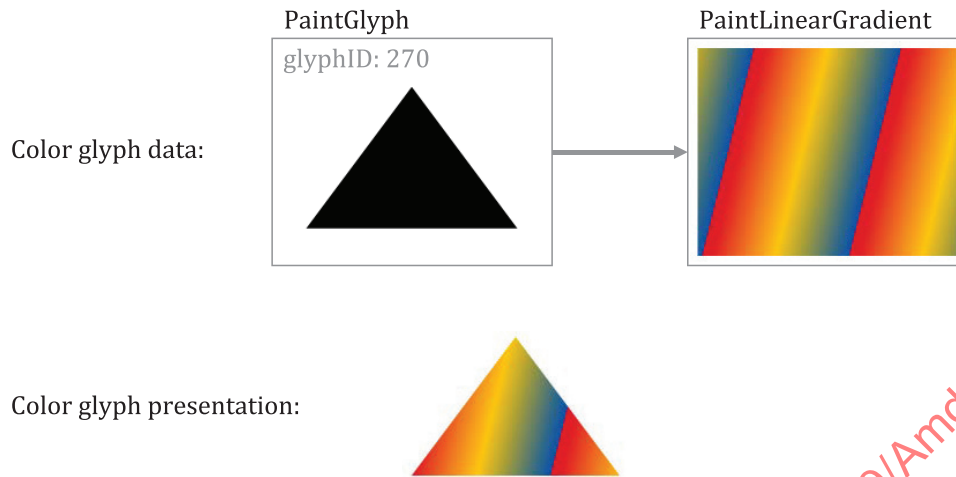 PaintGlyph
PaintLinearGradient
glyphID: 270
Color glyph data:
Color glyph presentation: